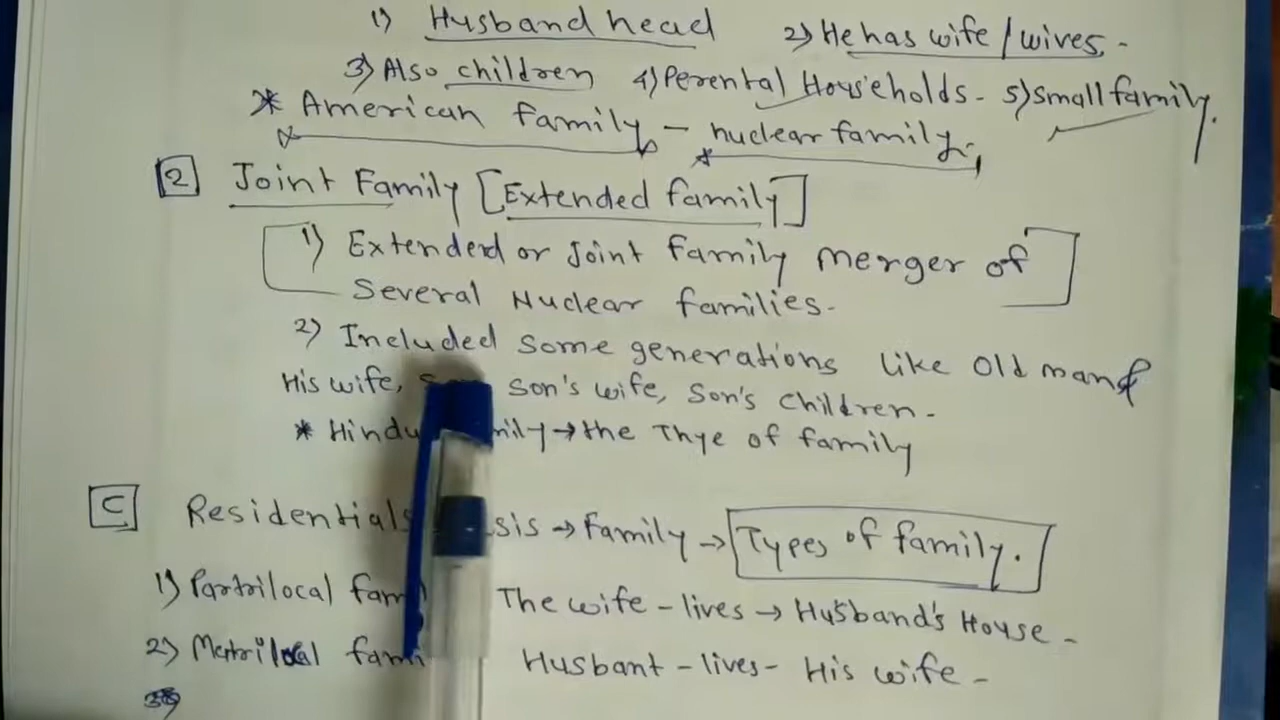 1) Husband head 2) He has wife / wives. -
3) Also children 4) Perental Households - 5) Small family.
* American family - nuclear family.
2 Joint Family [Extended family]
1) Extended or Joint family merger of
Several Nuclear families.
2) Included some generations like Old man &
His wife, Son's wife, Son's children -
* Hindu → the Thye of family
C Residentials → Family → Types of family.
1) Partrilocal The wife - lives → Husband's House -
2) Matrilocal Husbant - lives - His wife -